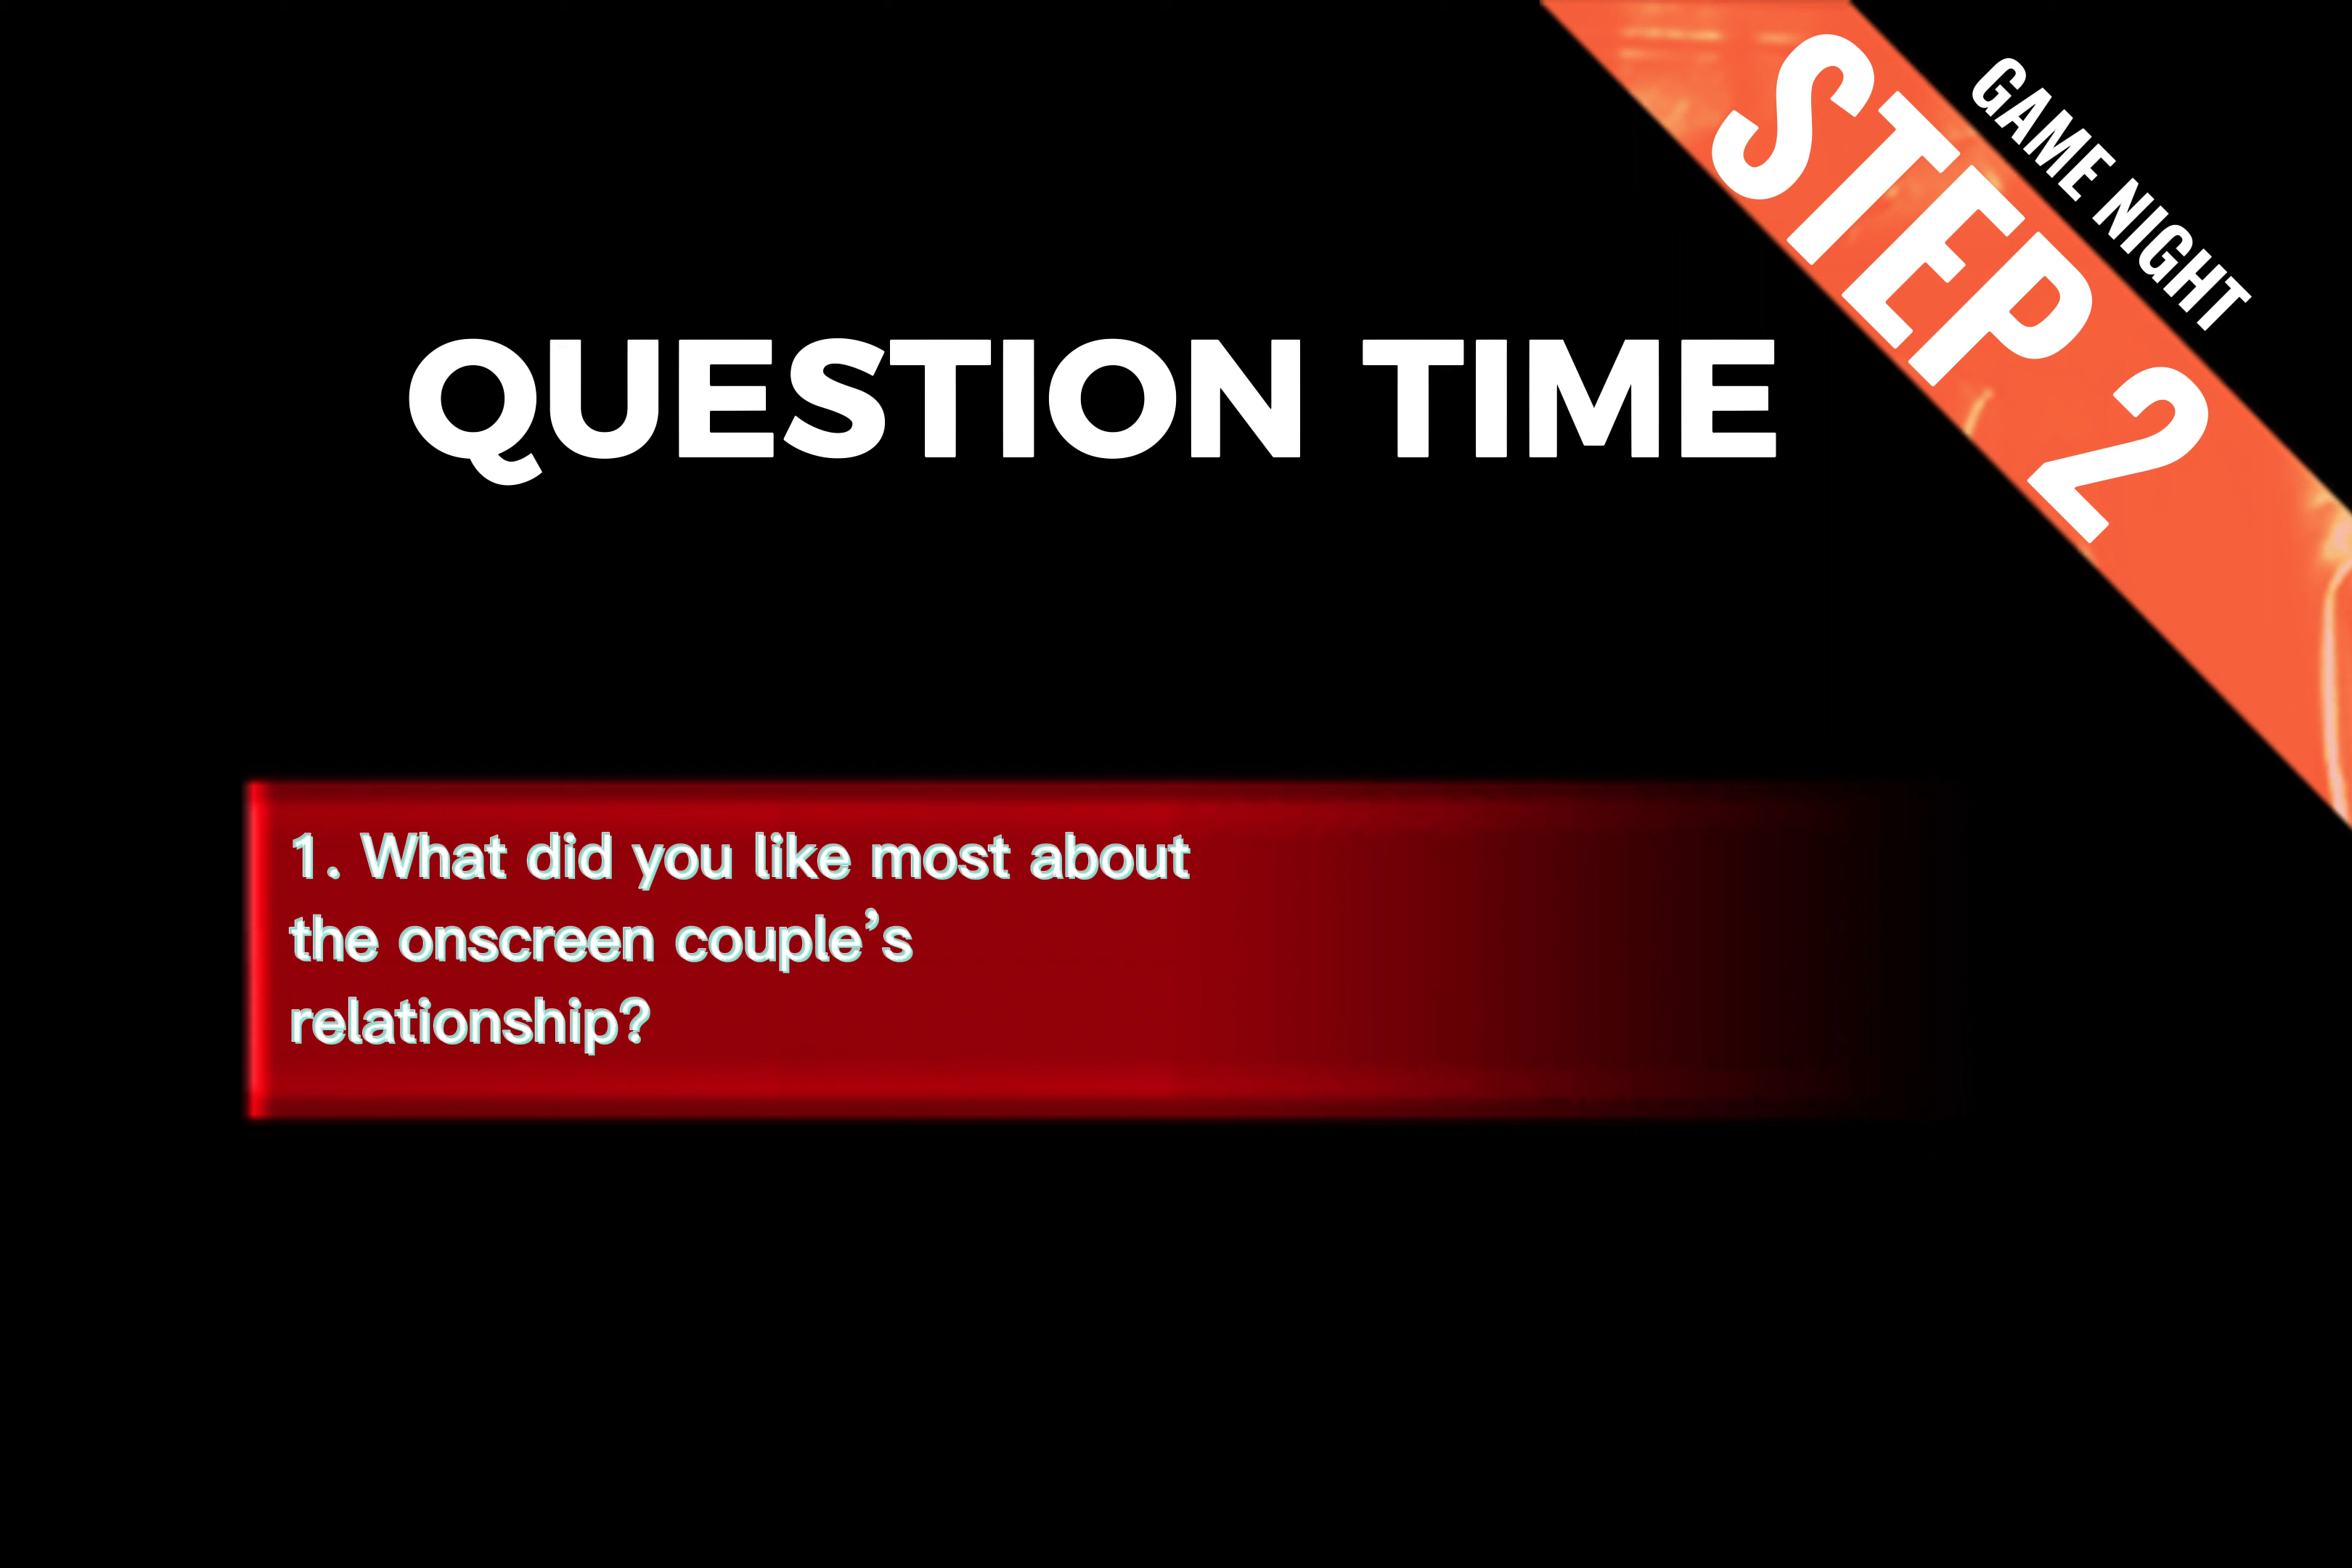 GAME NIGHT
STEP 2
QUESTION TIME
1. What did you like most about
the onscreen couple’s
relationship?